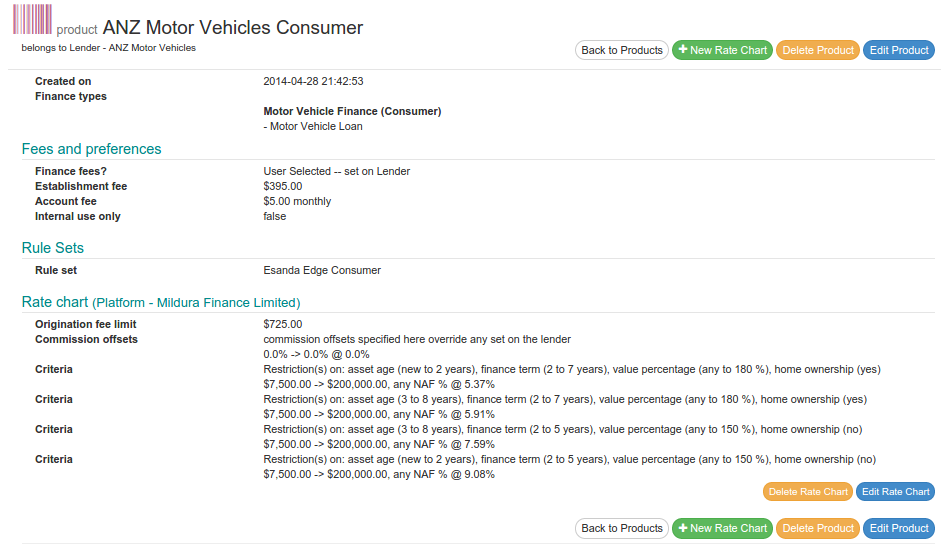 product ANZ Motor Vehicles Consumer
belongs to Lender - ANZ Motor Vehicles
Back to Products + New Rate Chart Delete Product Edit Product
Created on 2014-04-28 21:42:53
Finance types
Motor Vehicle Finance (Consumer)
- Motor Vehicle Loan
Fees and preferences
Finance fees? User Selected -- set on Lender
Establishment fee $395.00
Account fee $5.00 monthly
Internal use only false
Rule Sets
Rule set Esanda Edge Consumer
Rate chart (Platform - Mildura Finance Limited)
Origination fee limit $725.00
Commission offsets commission offsets specified here override any set on the lender
0.0% -> 0.0% @ 0.0%
Criteria Restriction(s) on: asset age (new to 2 years), finance term (2 to 7 years), value percentage (any to 180 %), home ownership (yes)
$7,500.00 -> $200,000.00, any NAF % @ 5.37%
Criteria Restriction(s) on: asset age (3 to 8 years), finance term (2 to 7 years), value percentage (any to 180 %), home ownership (yes)
$7,500.00 -> $200,000.00, any NAF % @ 5.91%
Criteria Restriction(s) on: asset age (3 to 8 years), finance term (2 to 5 years), value percentage (any to 150 %), home ownership (no)
$7,500.00 -> $200,000.00, any NAF % @ 7.59%
Criteria Restriction(s) on: asset age (new to 2 years), finance term (2 to 5 years), value percentage (any to 150 %), home ownership (no)
$7,500.00 -> $200,000.00, any NAF % @ 9.08%
Delete Rate Chart Edit Rate Chart
Back to Products + New Rate Chart Delete Product Edit Product